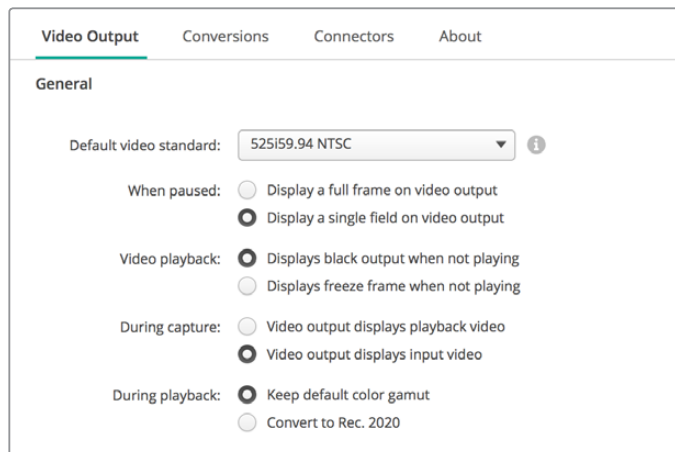 Video Output Conversions Connectors About
General
Default video standard: 525i59.94 NTSC
When paused: Display a full frame on video output
Display a single field on video output
Video playback: Displays black output when not playing
Displays freeze frame when not playing
During capture: Video output displays playback video
Video output displays input video
During playback: Keep default color gamut
Convert to Rec. 2020